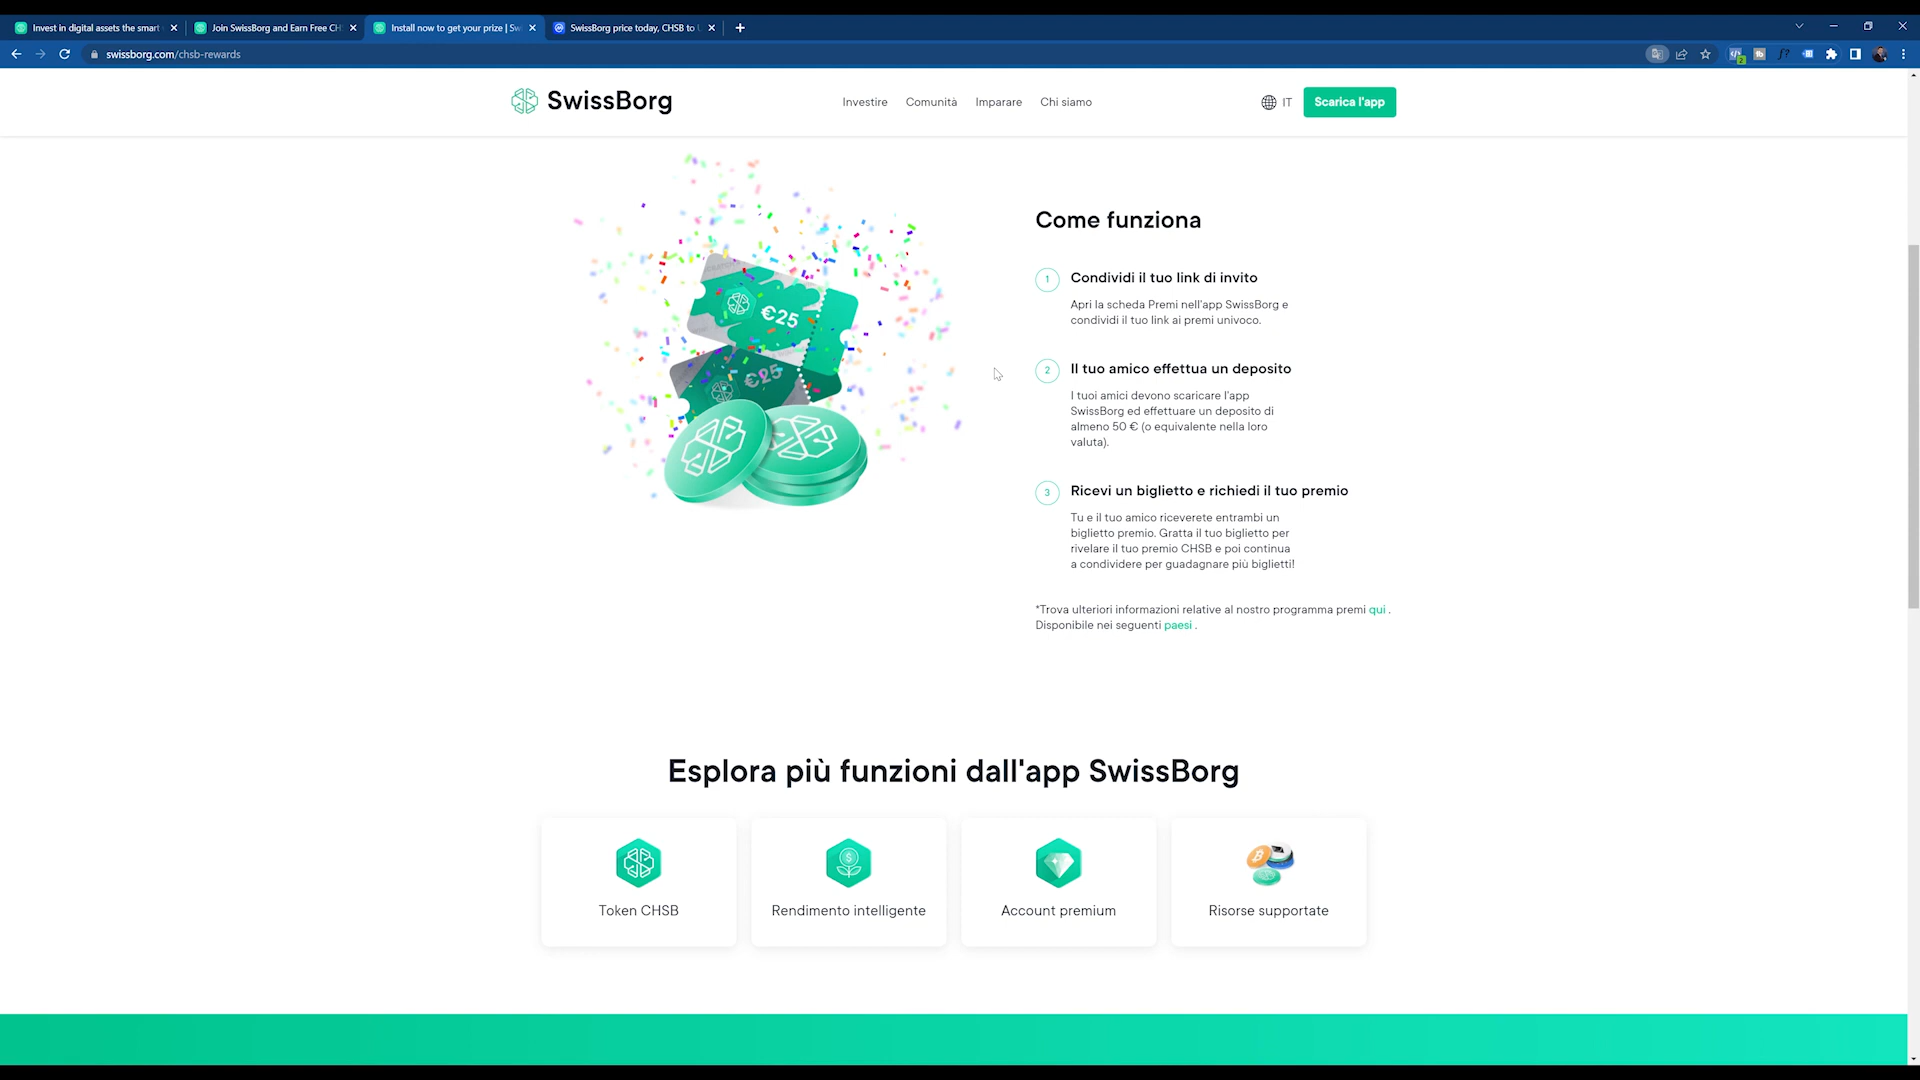 Invest in digital assets the smart
Join SwissBorg and Earn Free CH
Install now to get your prize | Sw
SwissBorg price today, CHSB to
swissborg.com/chsb-rewards
SwissBorg
Investire
Comunità
Imparare
Chi siamo
IT
Scarica l'app
€25
€25
Come funziona
1
Condividi il tuo link di invito
Apri la scheda Premi nell'app SwissBorg e
condividi il tuo link ai premi univoco.
2
Il tuo amico effettua un deposito
I tuoi amici devono scaricare l'app
SwissBorg ed effettuare un deposito di
almeno 50 € (o equivalente nella loro
valuta).
3
Ricevi un biglietto e richiedi il tuo premio
Tu e il tuo amico riceverete entrambi un
biglietto premio. Gratta il tuo biglietto per
rivelare il tuo premio CHSB e poi continua
a condividere per guadagnare più biglietti!
*Trova ulteriori informazioni relative al nostro programma premi qui .
Disponibile nei seguenti paesi .
Esplora più funzioni dall'app SwissBorg
Token CHSB
Rendimento intelligente
Account premium
Risorse supportate